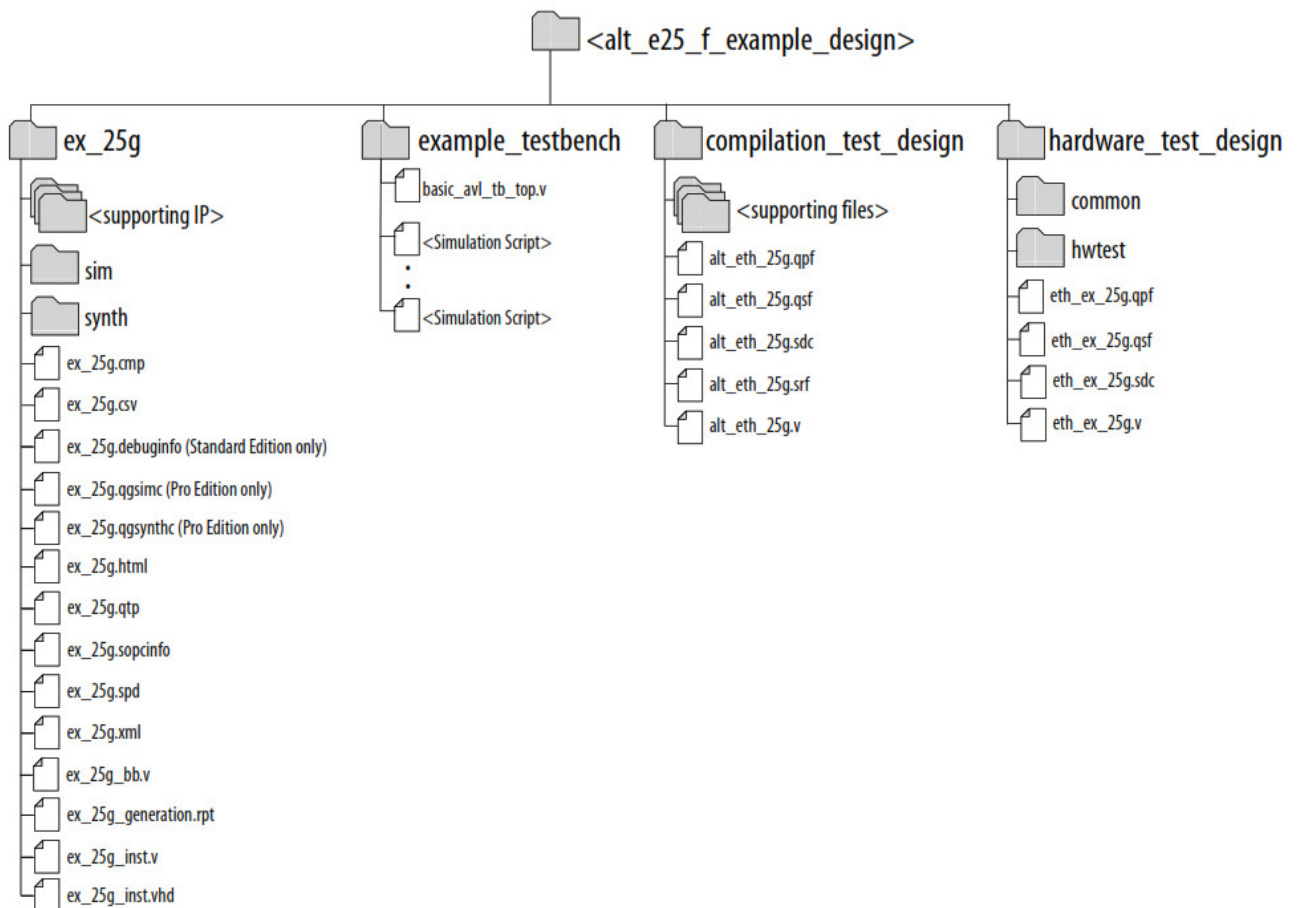 <alt_e25_f_example_design>
ex_25g
<supporting IP>
sim
synth
ex_25g.cmp
ex_25g.csv
ex_25g.debuginfo (Standard Edition only)
ex_25g.qgsimc (Pro Edition only)
ex_25g.qgsynthc (Pro Edition only)
ex_25g.html
ex_25g.qtp
ex_25g.sopcinfo
ex_25g.spd
ex_25g.xml
ex_25g_bb.v
ex_25g_generation.rpt
ex_25g_inst.v
ex_25g_inst.vhd
example_testbench
basic_avl_tb_top.v
<Simulation Script>
<Simulation Script>
compilation_test_design
<supporting files>
alt_eth_25g.qpf
alt_eth_25g.qsf
alt_eth_25g.sdc
alt_eth_25g.srf
alt_eth_25g.v
hardware_test_design
common
hwtest
eth_ex_25g.qpf
eth_ex_25g.qsf
eth_ex_25g.sdc
eth_ex_25g.v